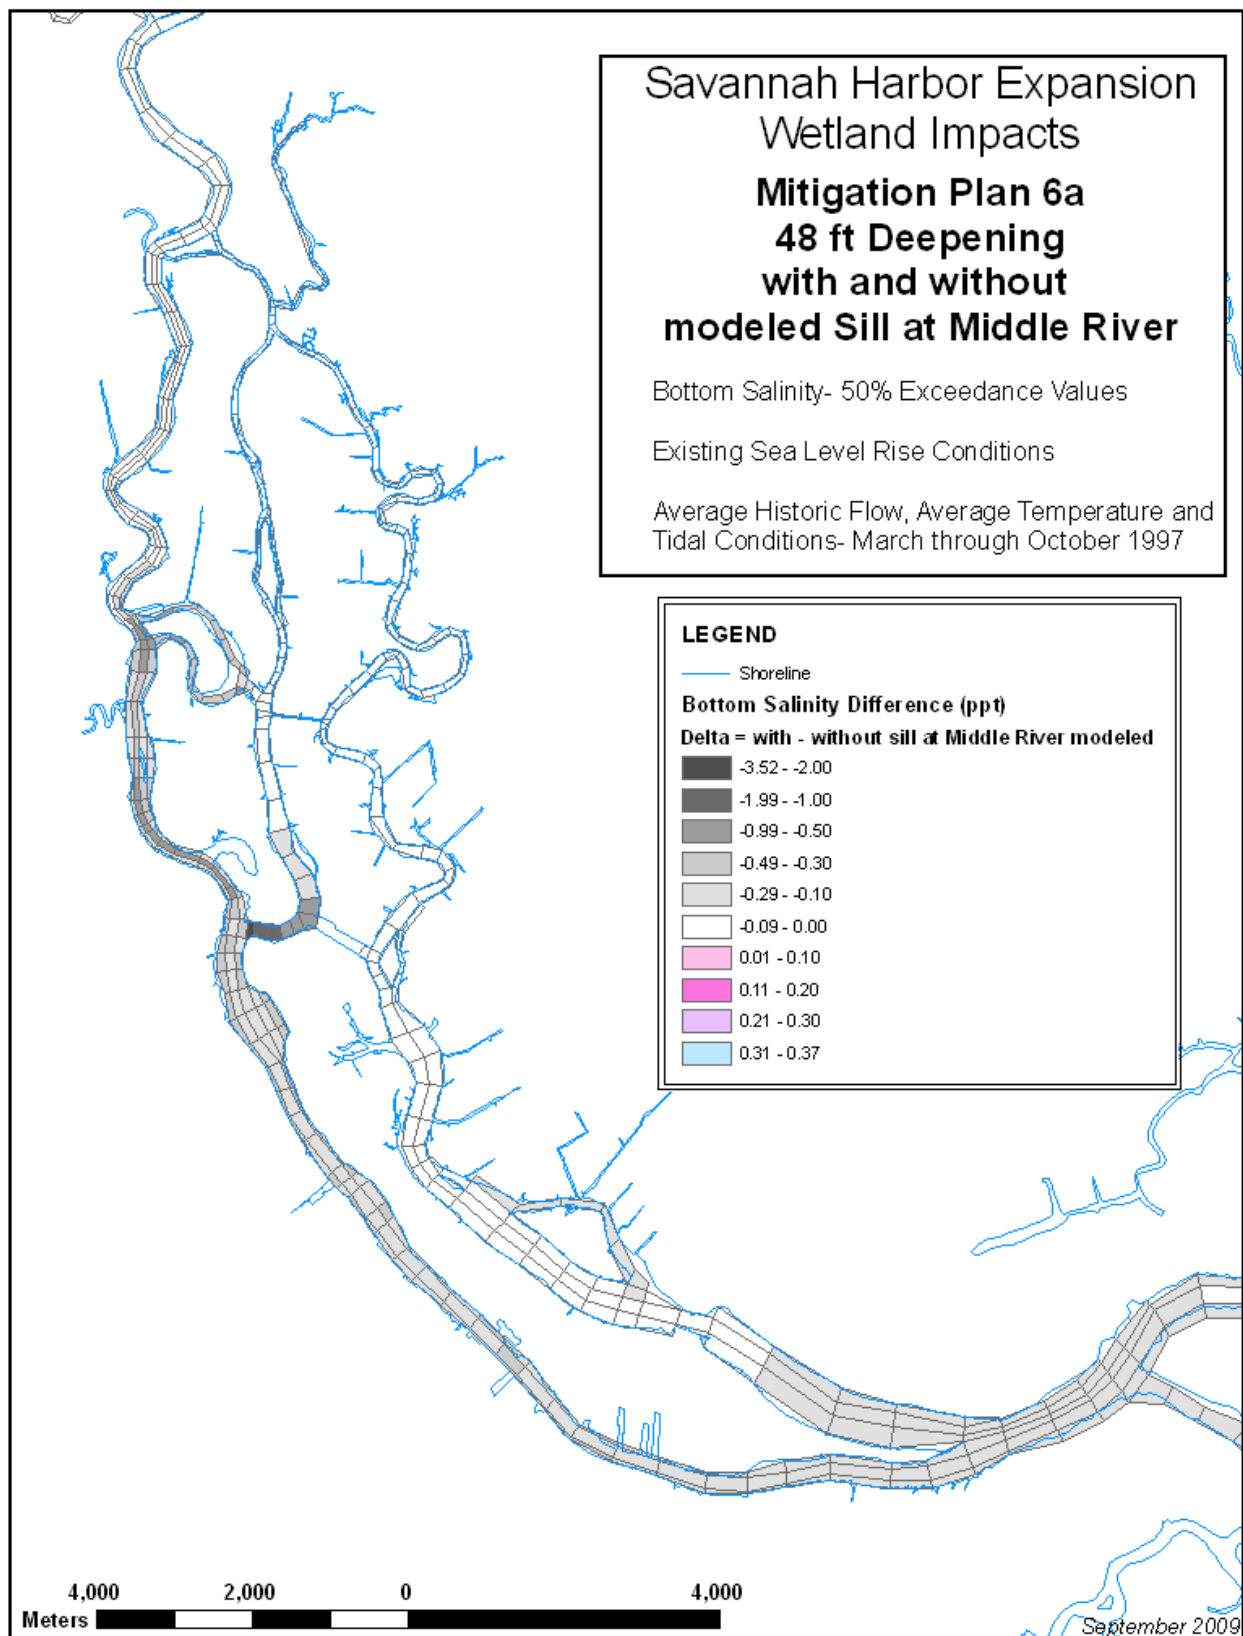 Savannah Harbor Expansion
Wetland Impacts
Mitigation Plan 6a
48 ft Deepening
with and without
modeled Sill at Middle River
Bottom Salinity- 50% Exceedance Values
Existing Sea Level Rise Conditions
Average Historic Flow, Average Temperature and
Tidal Conditions- March through October 1997
LEGEND
Shoreline
Bottom Salinity Difference (ppt)
Delta = with - without sill at Middle River modeled
-3.52 - -2.00
-1.99 - -1.00
-0.99 - -0.50
-0.49 - -0.30
-0.29 - -0.10
-0.09 - 0.00
0.01 - 0.10
0.11 - 0.20
0.21 - 0.30
0.31 - 0.37
4,000 2,000 0 4,000
Meters
September 2009